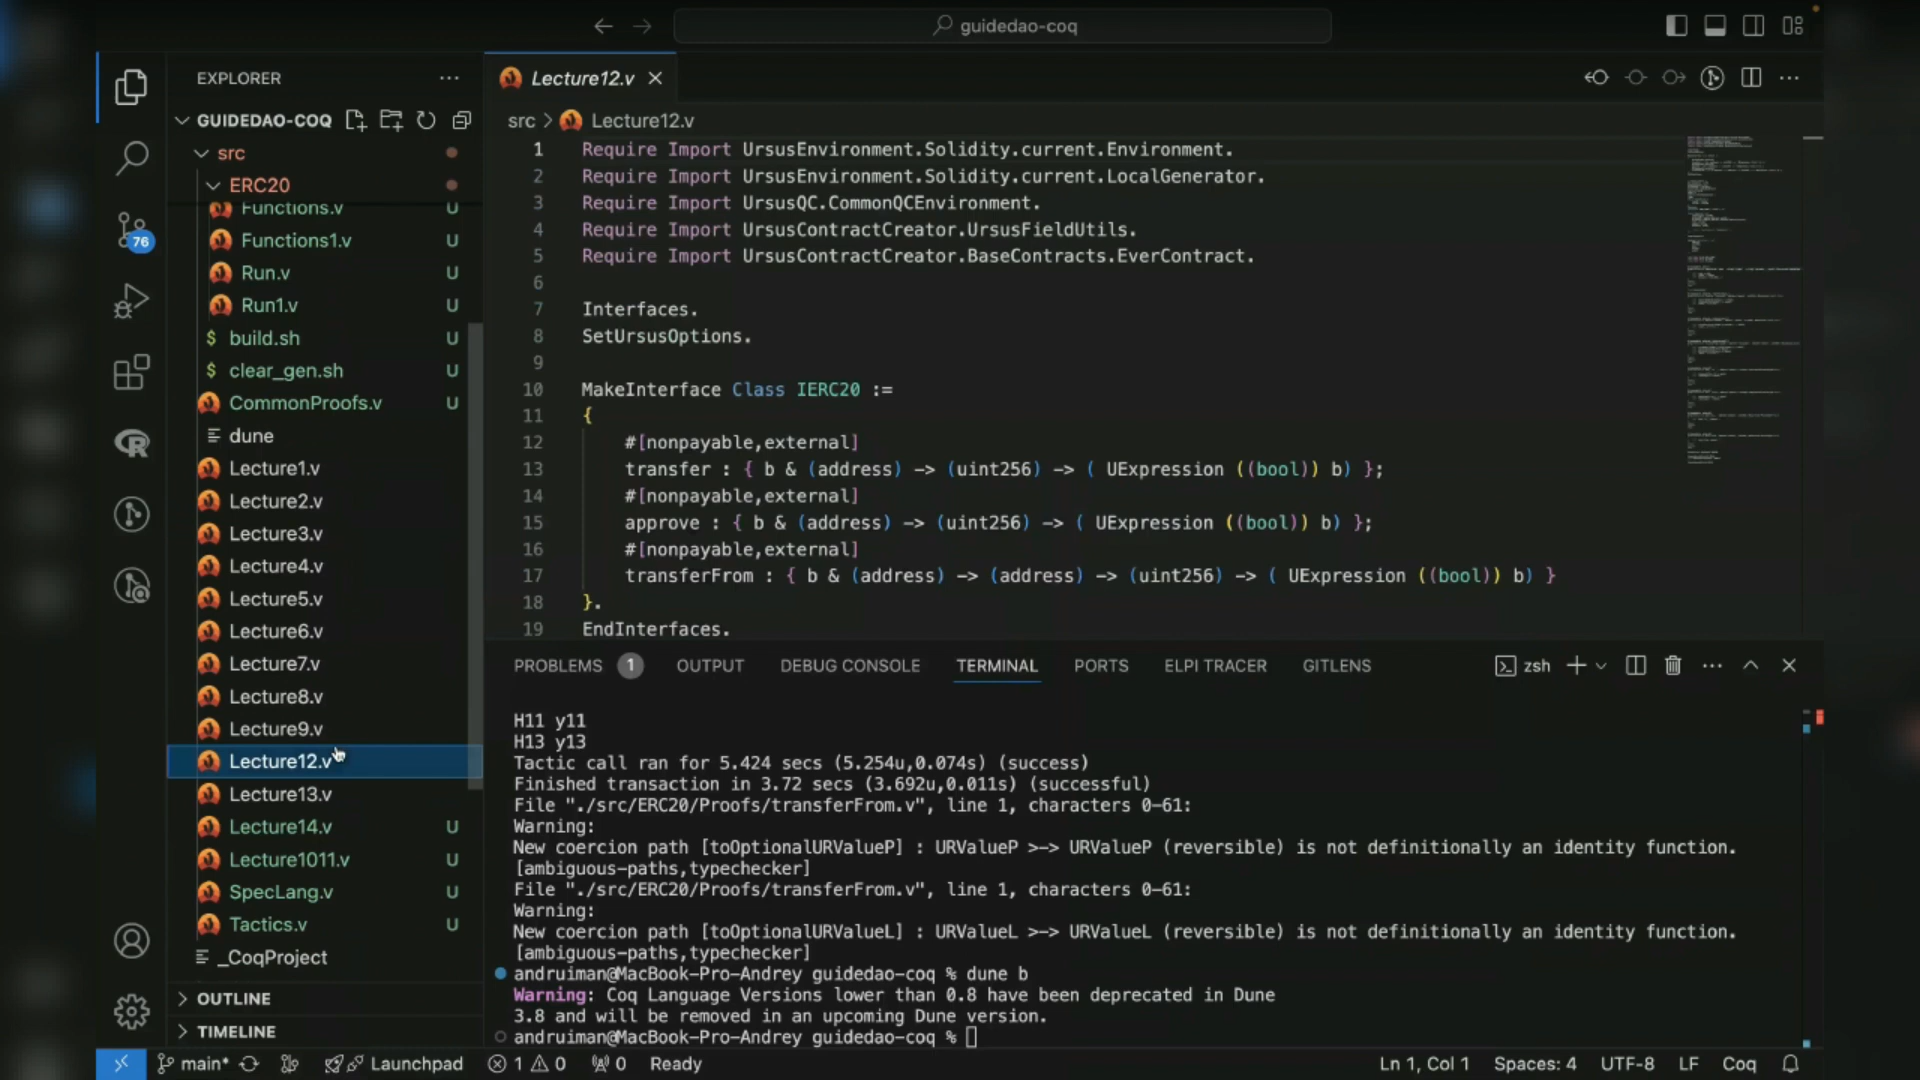 guidedao-coq
EXPLORER
GUIDEDAO-COQ
src
ERC20
Functions.v U
Functions1.v U
Run.v U
Run1.v U
$ build.sh U
$ clear_gen.sh U
CommonProofs.v U
dune
Lecture1.v
Lecture2.v
Lecture3.v
Lecture4.v
Lecture5.v
Lecture6.v
Lecture7.v
Lecture8.v
Lecture9.v
Lecture12.v
Lecture13.v
Lecture14.v U
Lecture1011.v U
SpecLang.v U
Tactics.v U
_CoqProject
OUTLINE
TIMELINE
76
Lecture12.v
src > Lecture12.v
1 Require Import UrsusEnvironment.Solidity.current.Environment.
2 Require Import UrsusEnvironment.Solidity.current.LocalGenerator.
3 Require Import UrsusQC.CommonQCEnvironment.
4 Require Import UrsusContractCreator.UrsusFieldUtils.
5 Require Import UrsusContractCreator.BaseContracts.EverContract.
6
7 Interfaces.
8 SetUrsusOptions.
9
10 MakeInterface Class IERC20 :=
11 {
12 #[nonpayable,external]
13 transfer : { b & (address) -> (uint256) -> ( UExpression ((bool)) b) };
14 #[nonpayable,external]
15 approve : { b & (address) -> (uint256) -> ( UExpression ((bool)) b) };
16 #[nonpayable,external]
17 transferFrom : { b & (address) -> (address) -> (uint256) -> ( UExpression ((bool)) b) }
18 }.
19 EndInterfaces.
PROBLEMS 1 OUTPUT DEBUG CONSOLE TERMINAL PORTS ELPI TRACER GITLENS zsh
H11 y11
H13 y13
Tactic call ran for 5.424 secs (5.254u,0.074s) (success)
Finished transaction in 3.72 secs (3.692u,0.011s) (successful)
File "./src/ERC20/Proofs/transferFrom.v", line 1, characters 0-61:
Warning:
New coercion path [toOptionalURValueP] : URValueP >-> URValueP (reversible) is not definitionally an identity function.
[ambiguous-paths,typechecker]
File "./src/ERC20/Proofs/transferFrom.v", line 1, characters 0-61:
Warning:
New coercion path [toOptionalURValueL] : URValueL >-> URValueL (reversible) is not definitionally an identity function.
[ambiguous-paths,typechecker]
andruiman@MacBook-Pro-Andrey guidedao-coq % dune b
Warning: Coq Language Versions lower than 0.8 have been deprecated in Dune
3.8 and will be removed in an upcoming Dune version.
andruiman@MacBook-Pro-Andrey guidedao-coq %
main* Launchpad 1 0 0 Ready Ln 1, Col 1 Spaces: 4 UTF-8 LF Coq